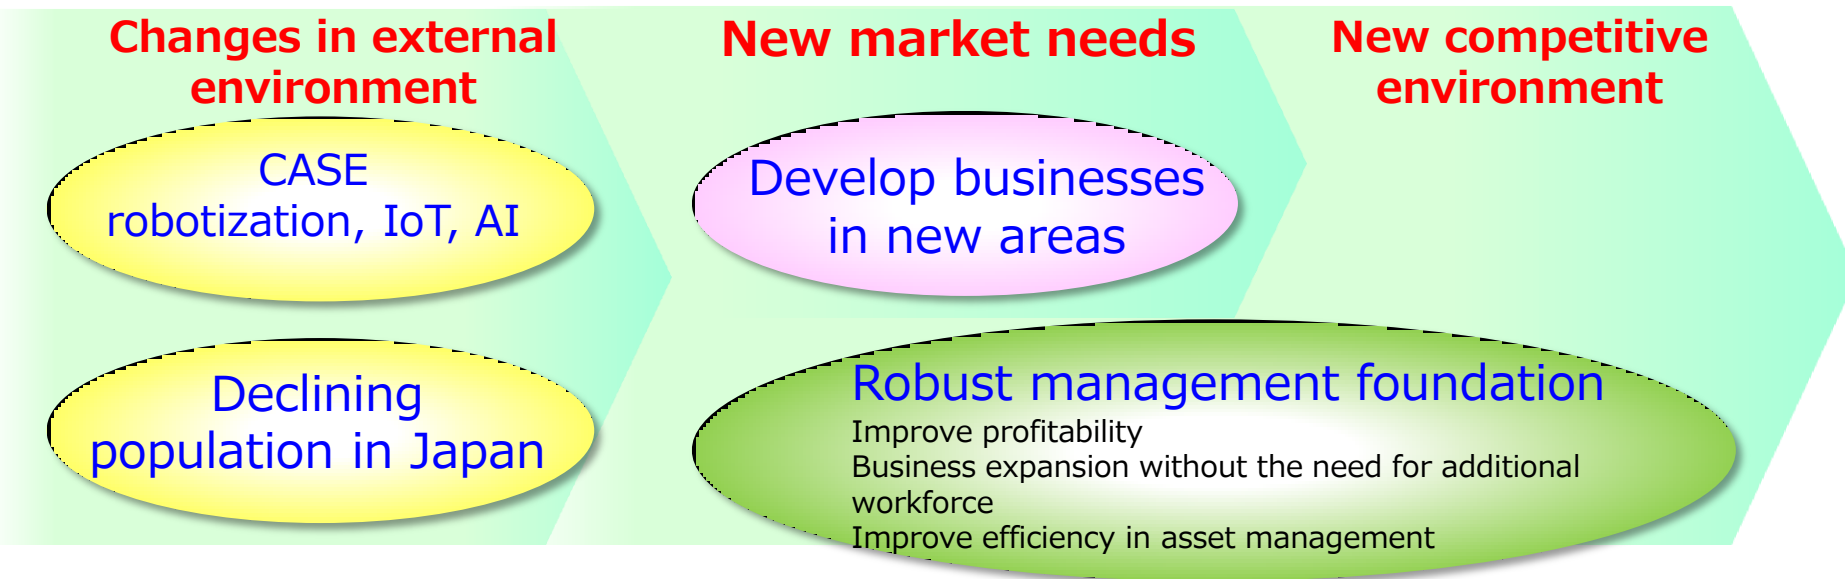 Changes in external
environment
CASE
robotization, IoT, AI
Declining
population in Japan
New market needs
Develop businesses
in new areas
New competitive
environment
Robust management foundation
Improve profitability
Business expansion without the need for additional
workforce
Improve efficiency in asset management